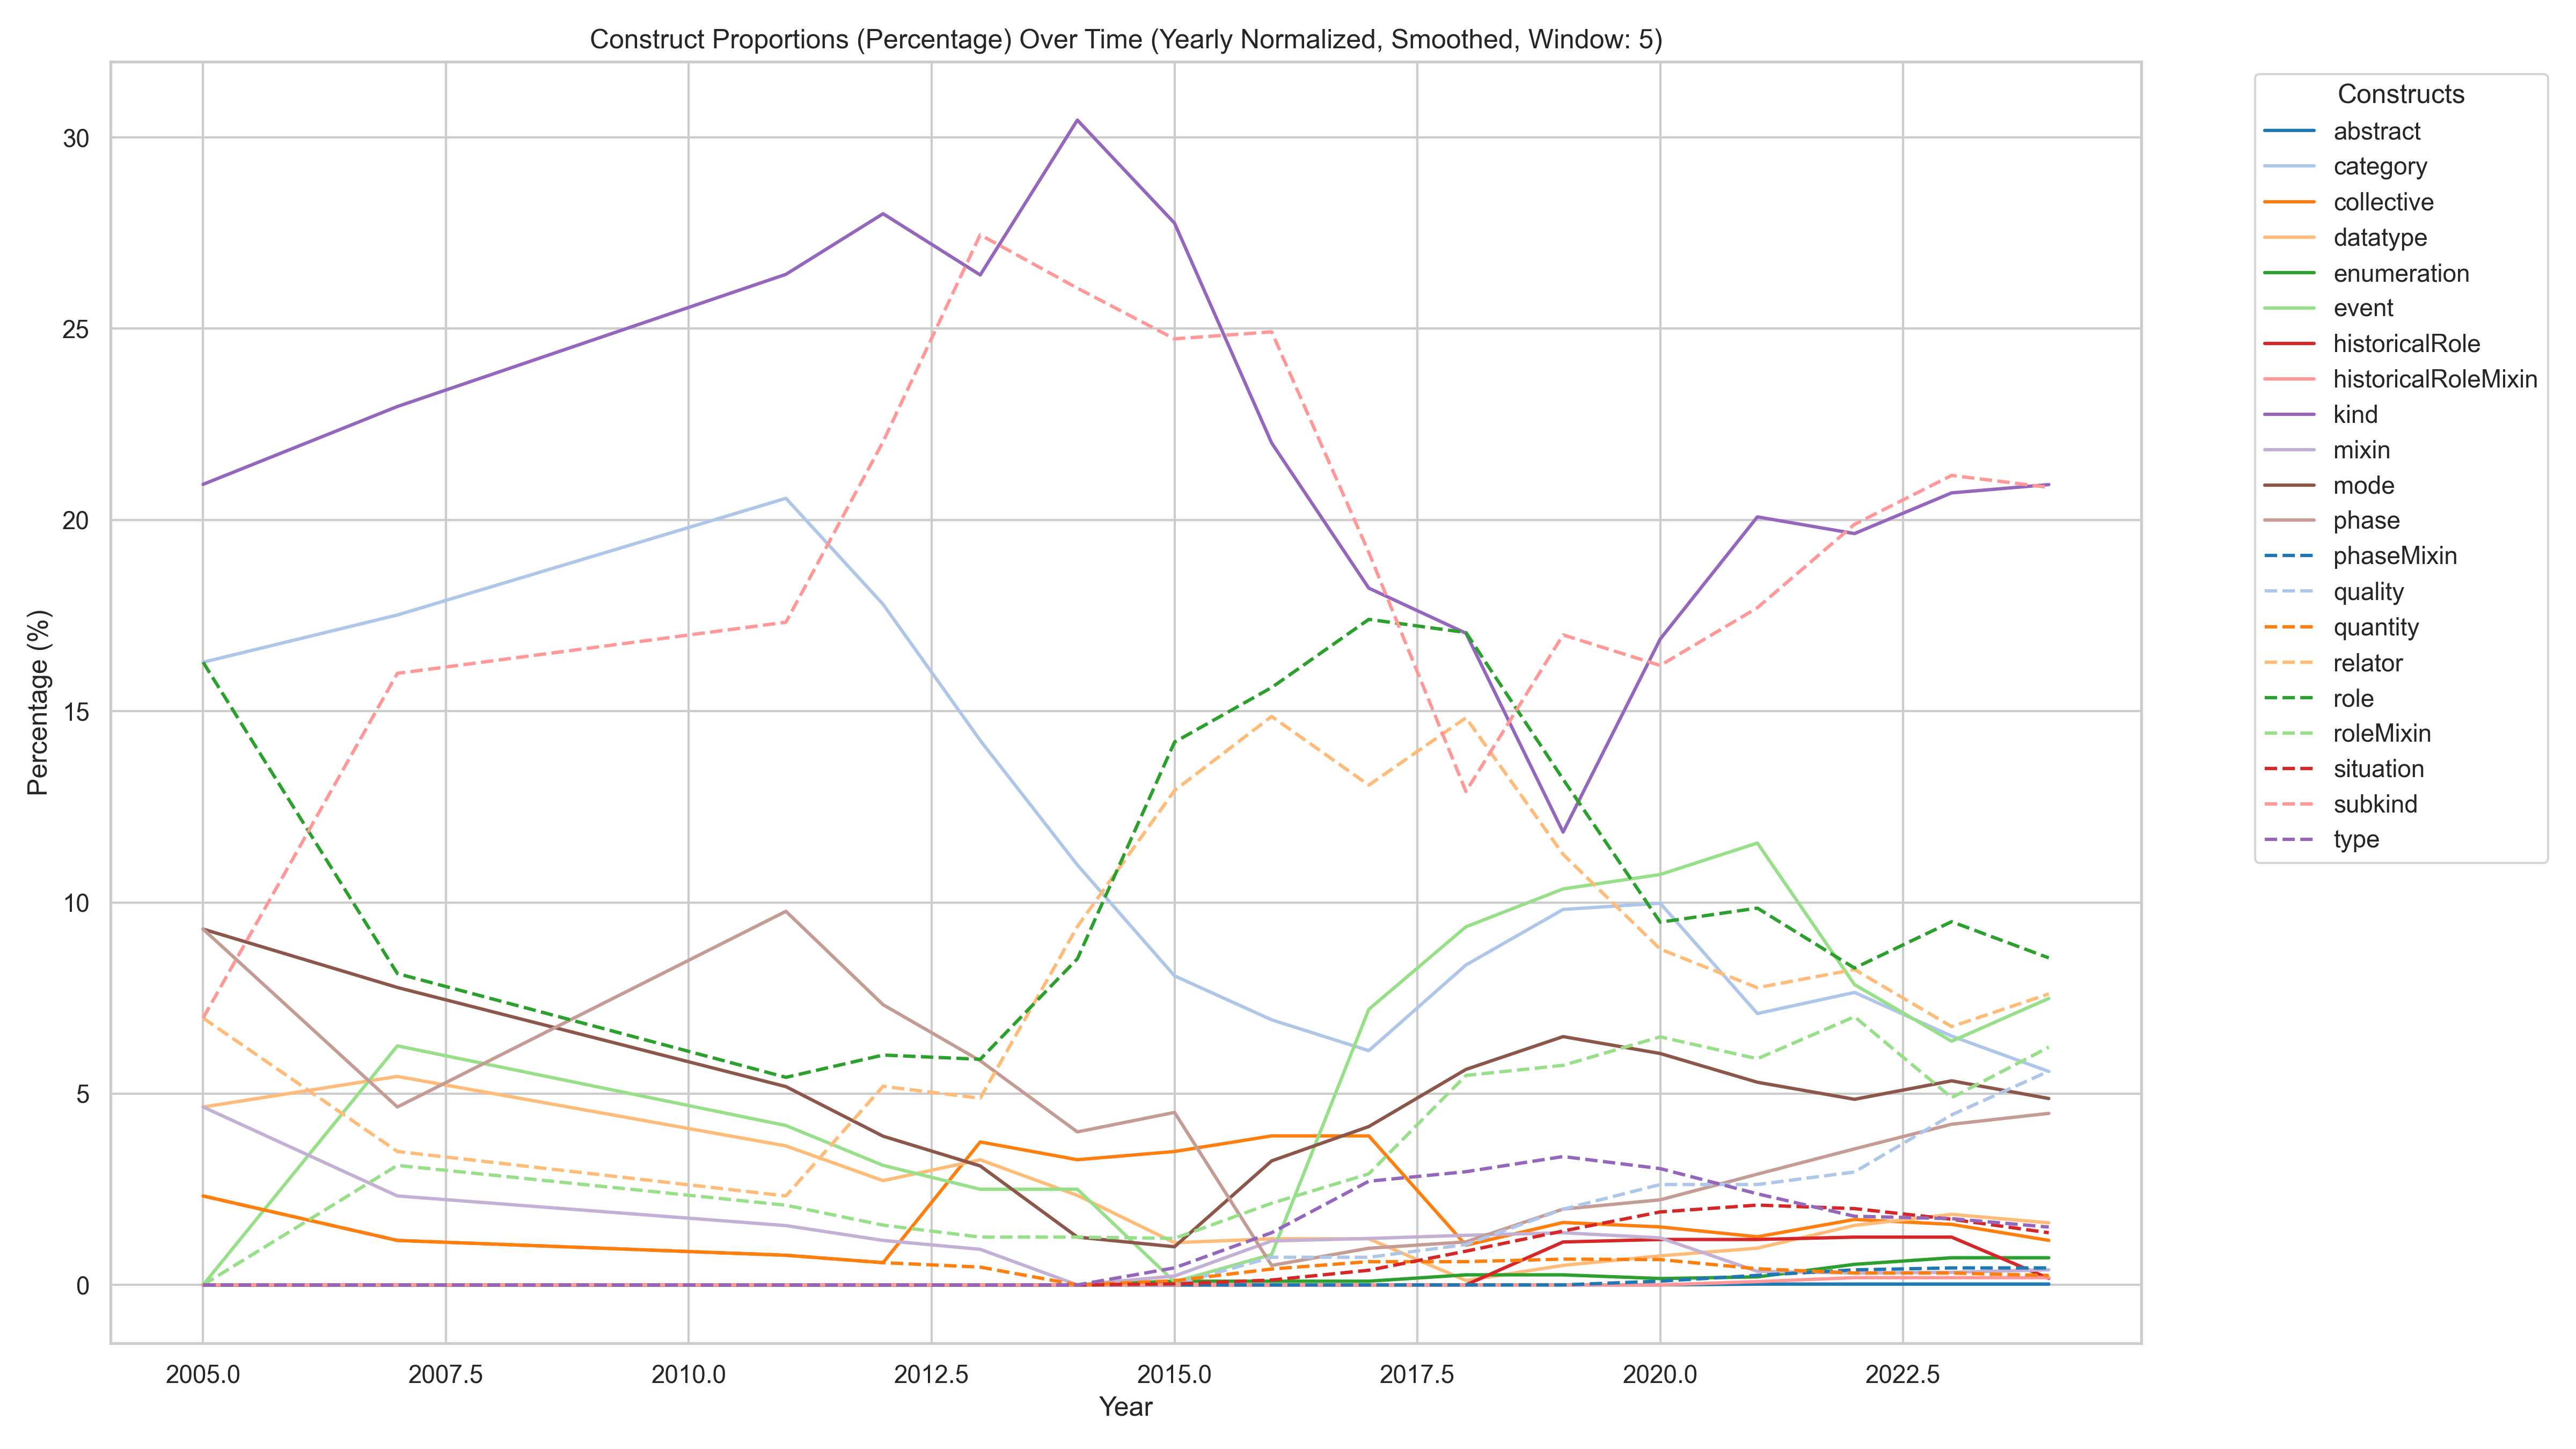 Construct Proportions (Percentage) Over Time (Yearly Normalized, Smoothed, Window: 5)
Percentage (%)
30
25
20
15
10
5
0
2005.0 2007.5 2010.0 2012.5 2015.0 2017.5 2020.0 2022.5
Year
Constructs
abstract
category
collective
datatype
enumeration
event
historicalRole
historicalRoleMixin
kind
mixin
mode
phase
phaseMixin
quality
quantity
relator
role
roleMixin
situation
subkind
type